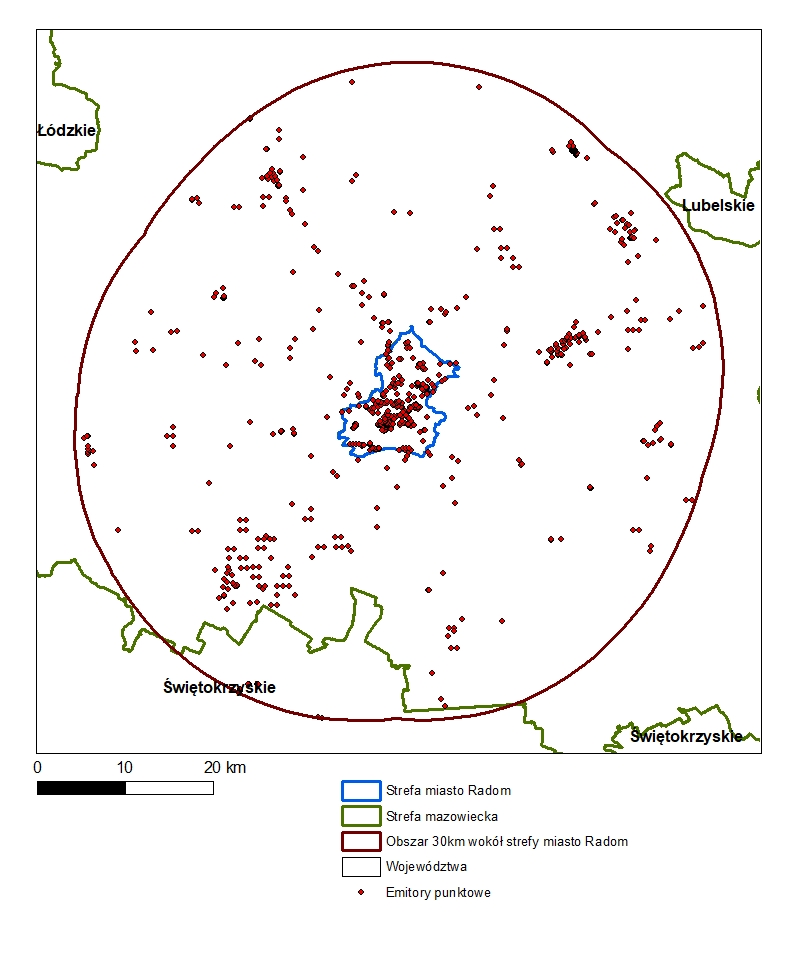 Łódzkie
Lubelskie
Świętokrzyskie
Świętokrzyskie
0 10 20 km
Strefa miasto Radom
Strefa mazowiecka
Obszar 30km wokół strefy miasto Radom
Województwa
Emitory punktowe